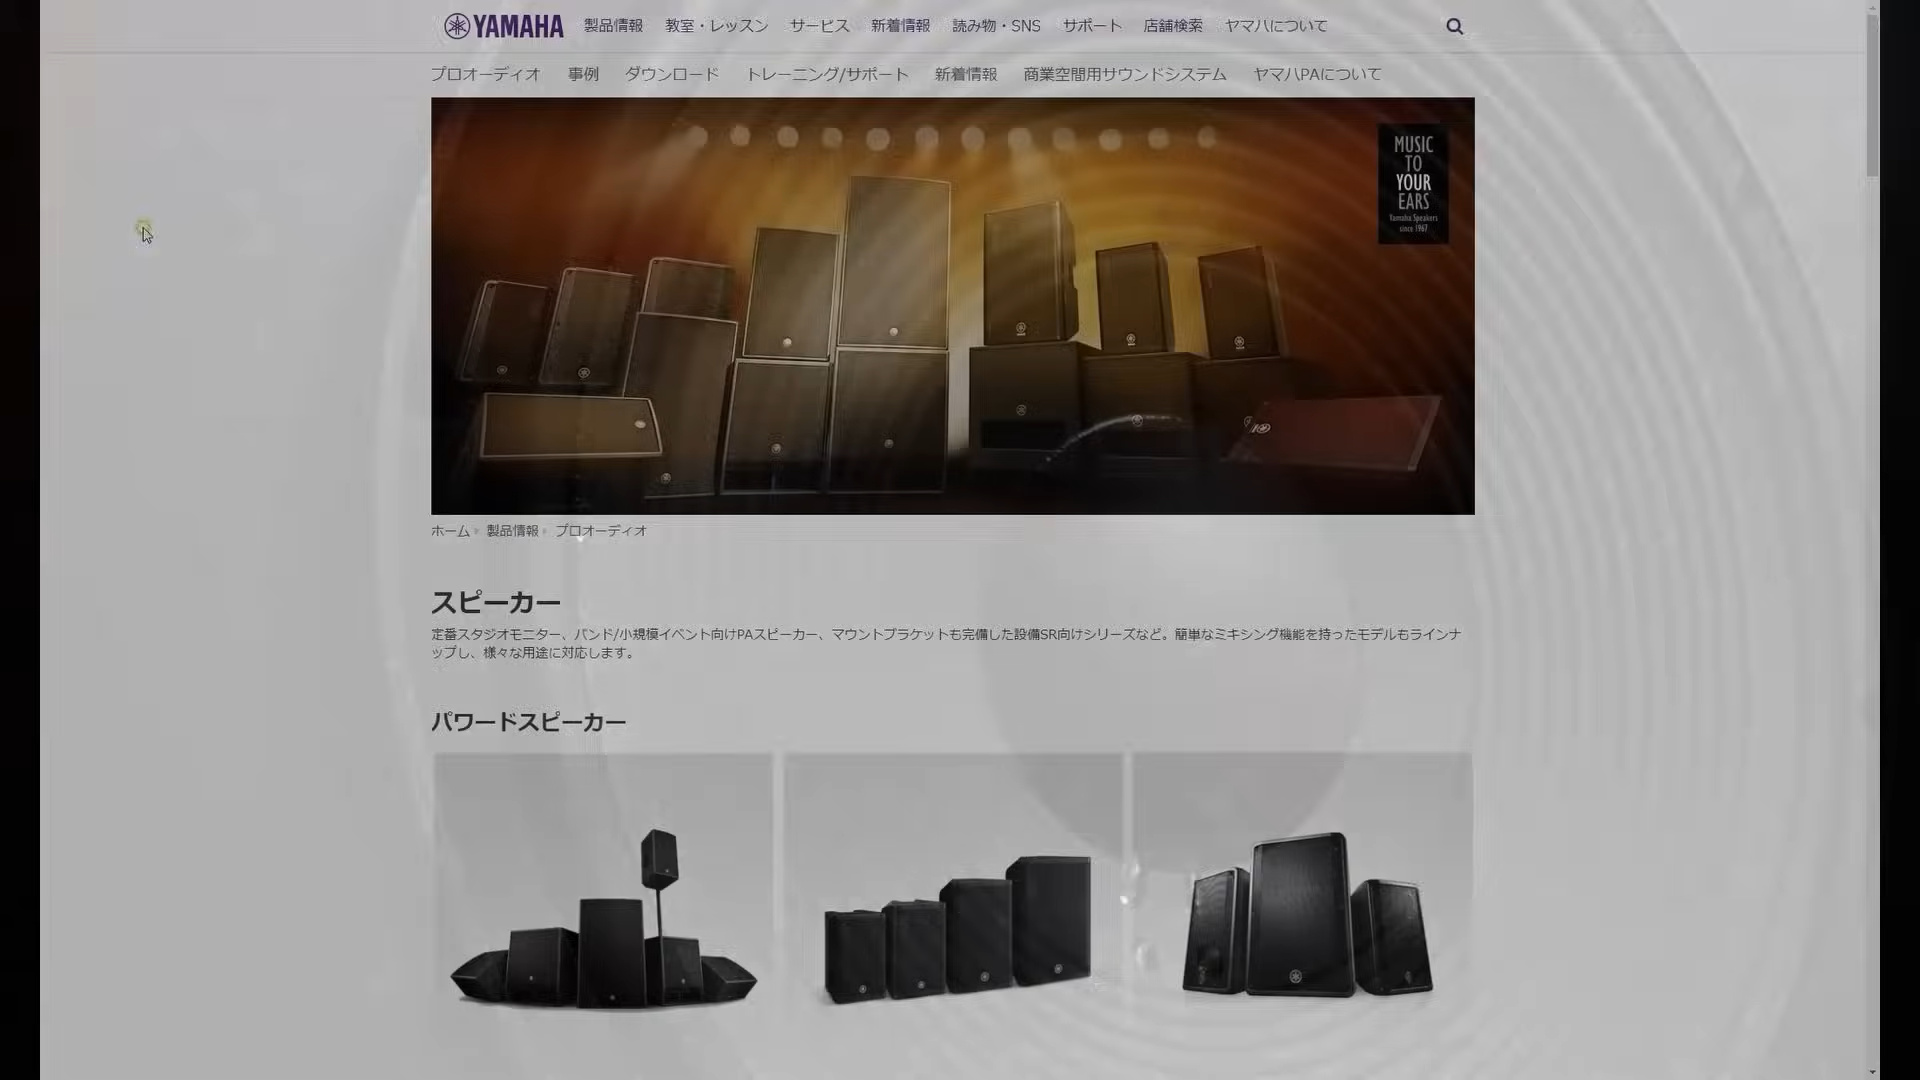 YAMAHA 製品情報 教室・レッスン サービス 新着情報 読み物・SNS サポート 店舗検索 ヤマハについて
プロオーディオ 事例 ダウンロード トレーニング/サポート 新着情報 商業空間用サウンドシステム ヤマハPAについて
MUSIC
TO
YOUR
EARS
Yamaha Speakers
since 1967
ホーム 製品情報 プロオーディオ
スピーカー
定番スタジオモニター、バンド/小規模イベント向けPAスピーカー、マウントブラケットも完備した設備SR向けシリーズなど。簡単なミキシング機能を持ったモデルもラインナ
ップし、様々な用途に対応します。
パワードスピーカー